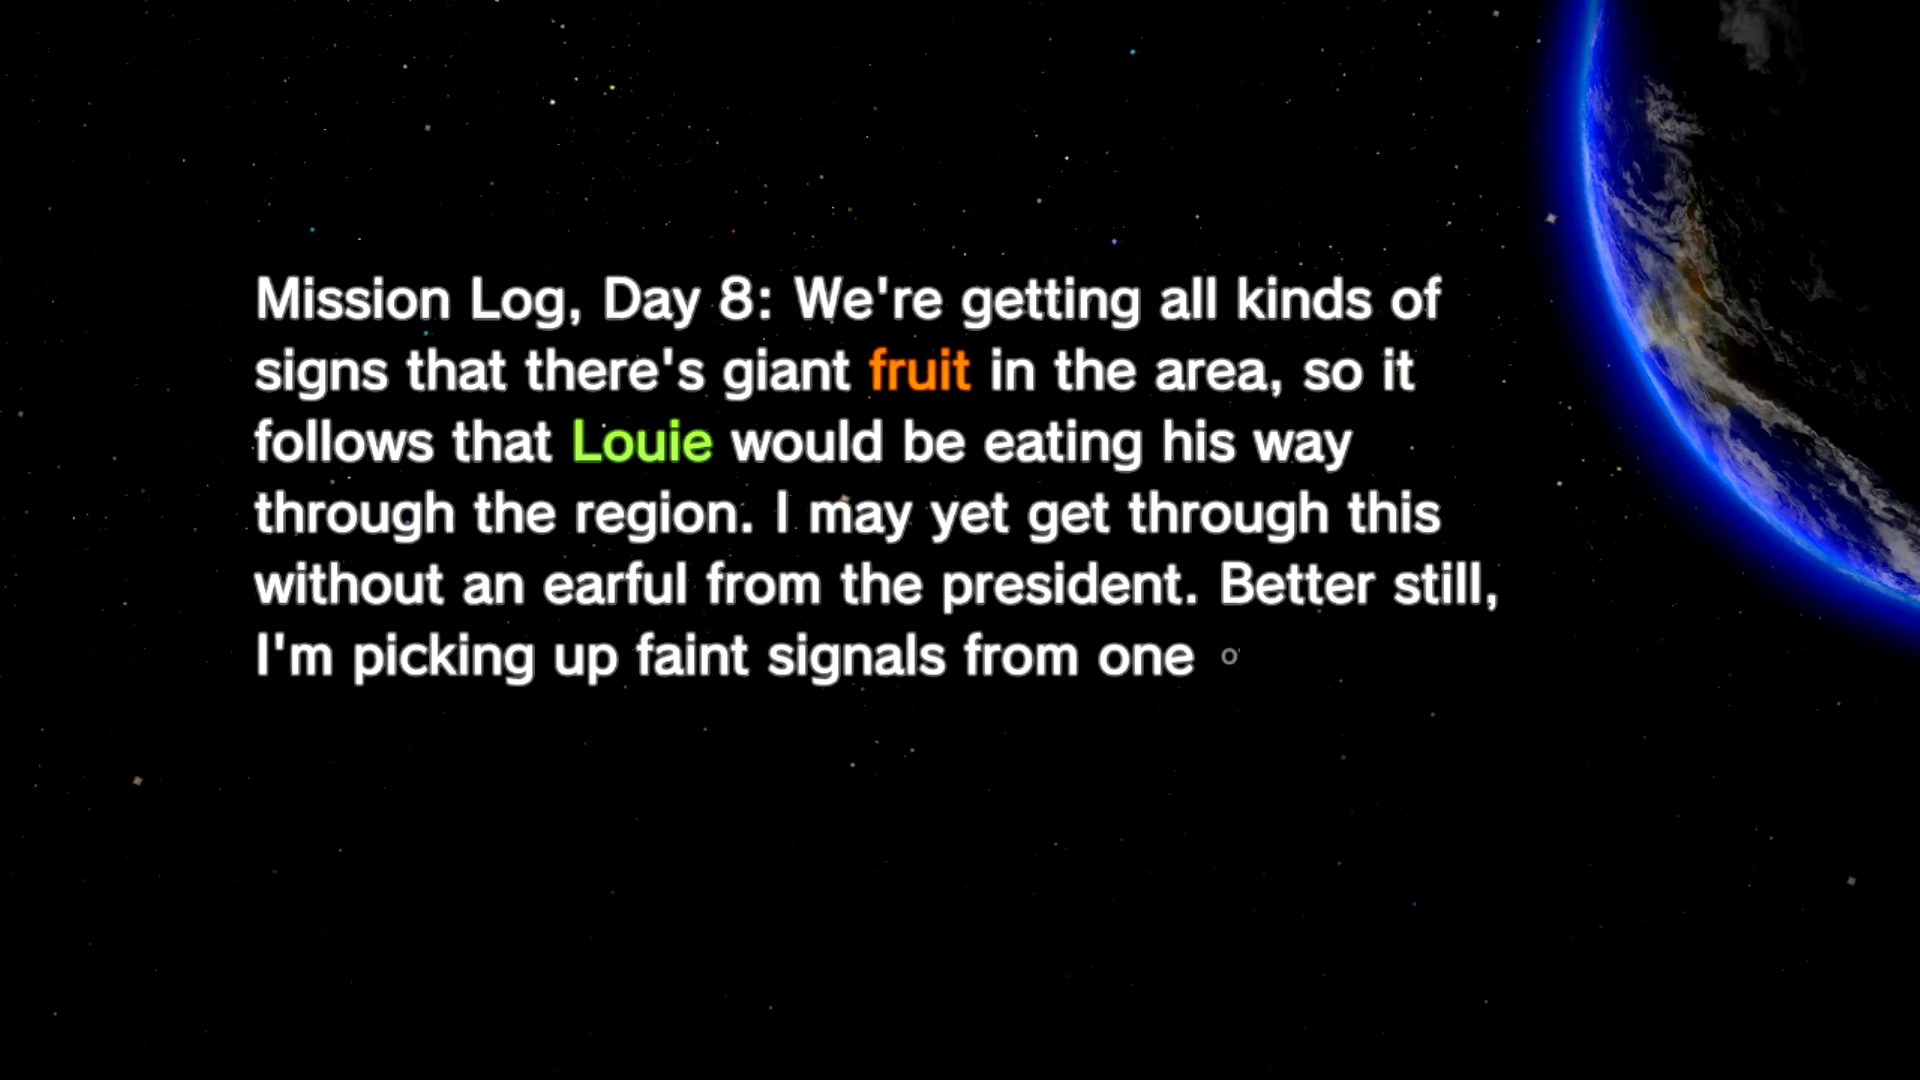 Mission Log, Day 8: We're getting all kinds of
signs that there's giant fruit in the area, so it
follows that Louie would be eating his way
through the region. I may yet get through this
without an earful from the president. Better still,
I'm picking up faint signals from one o